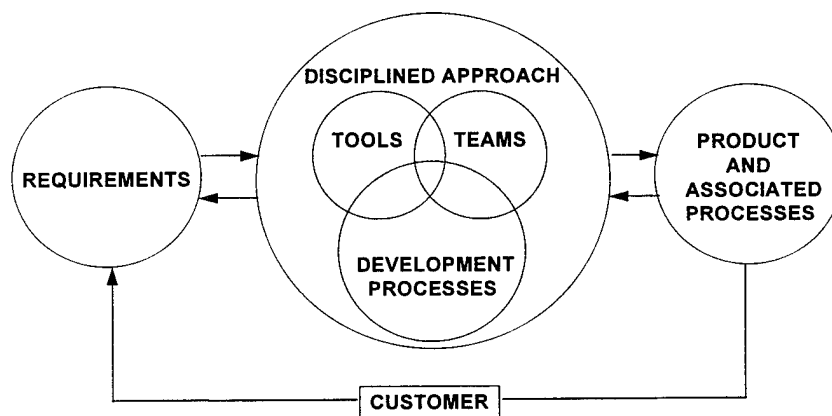 DISCIPLINED APPROACH
TOOLS
TEAMS
REQUIREMENTS
PRODUCT
AND
ASSOCIATED
PROCESSES
DEVELOPMENT
PROCESSES
CUSTOMER